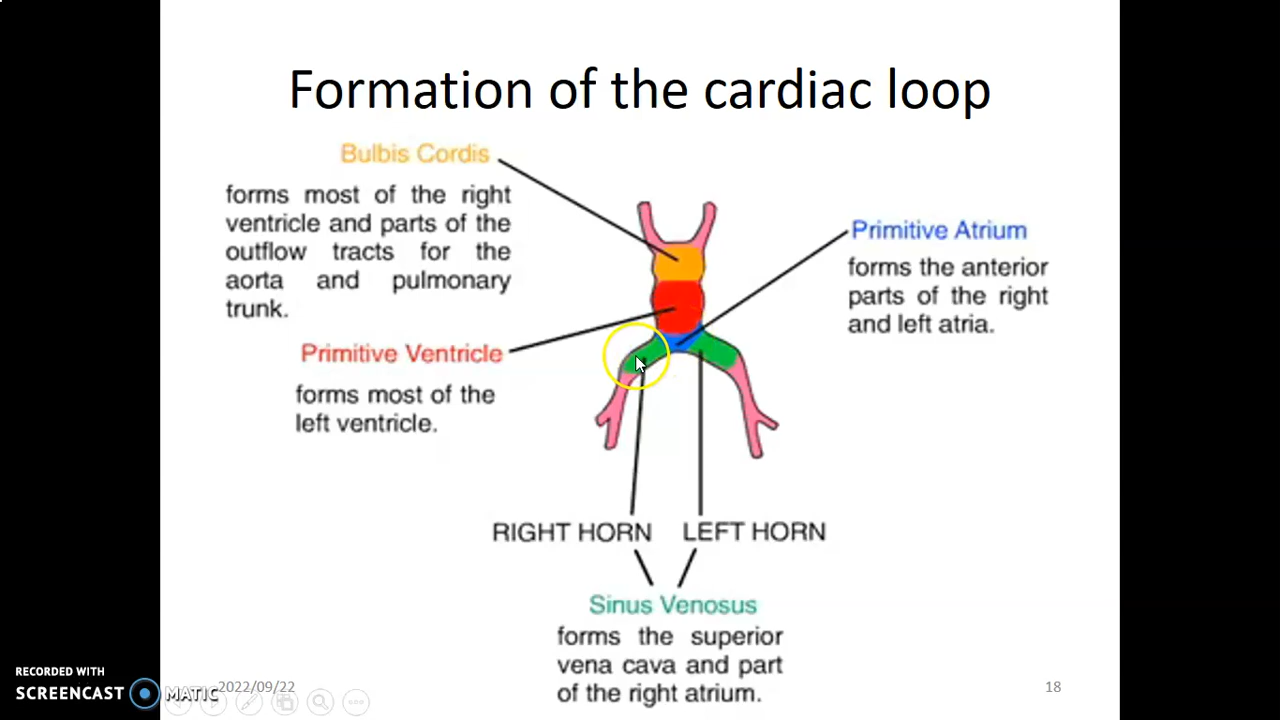 Formation of the cardiac loop
Bulbis Cordis
forms most of the right
ventricle and parts of the
outflow tracts for the
aorta and pulmonary
trunk.
Primitive Atrium
forms the anterior
parts of the right
and left atria.
Primitive Ventricle
forms most of the
left ventricle.
RIGHT HORN
LEFT HORN
Sinus Venosus
forms the superior
vena cava and part
of the right atrium.
RECORDED WITH
SCREENCAST MATIC
2022/09/22
18